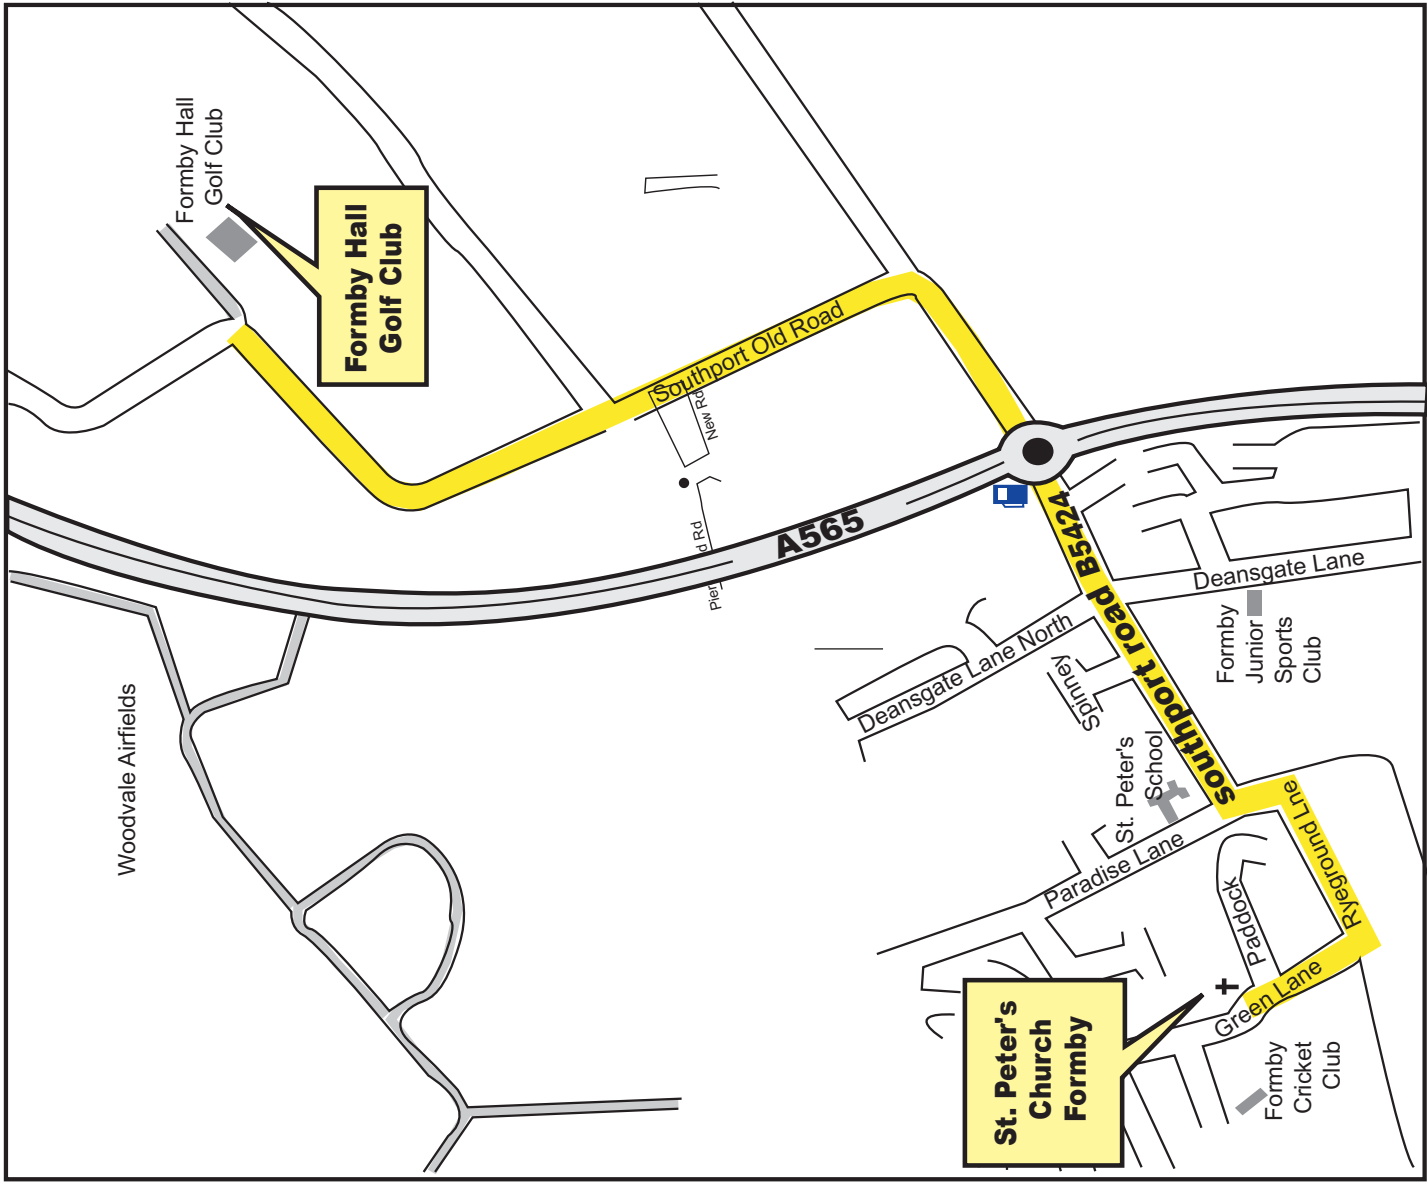 Formby Hall
Golf Club
Formby Hall
Golf Club
Southport Old Road
New Rd
A565
southport road B5424
Deansgate Lane
Formby
Junior
Sports
Club
Deansgate Lane North
Spinney
Woodvale Airfields
St. Peter's
School
Paradise Lane
Ryeground Lne
Paddock
Green Lane
St. Peter's
Church
Formby
Formby
Cricket
Club